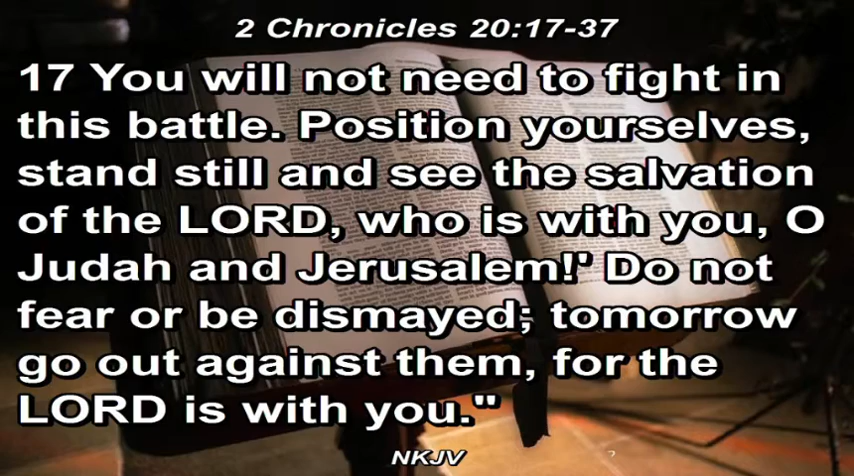 2 Chronicles 20:17-37
17 You will not need to fight in
this battle. Position yourselves,
stand still and see the salvation
of the LORD, who is with you, O
Judah and Jerusalem!' Do not
fear or be dismayed; tomorrow
go out against them, for the
LORD is with you."
NKJV